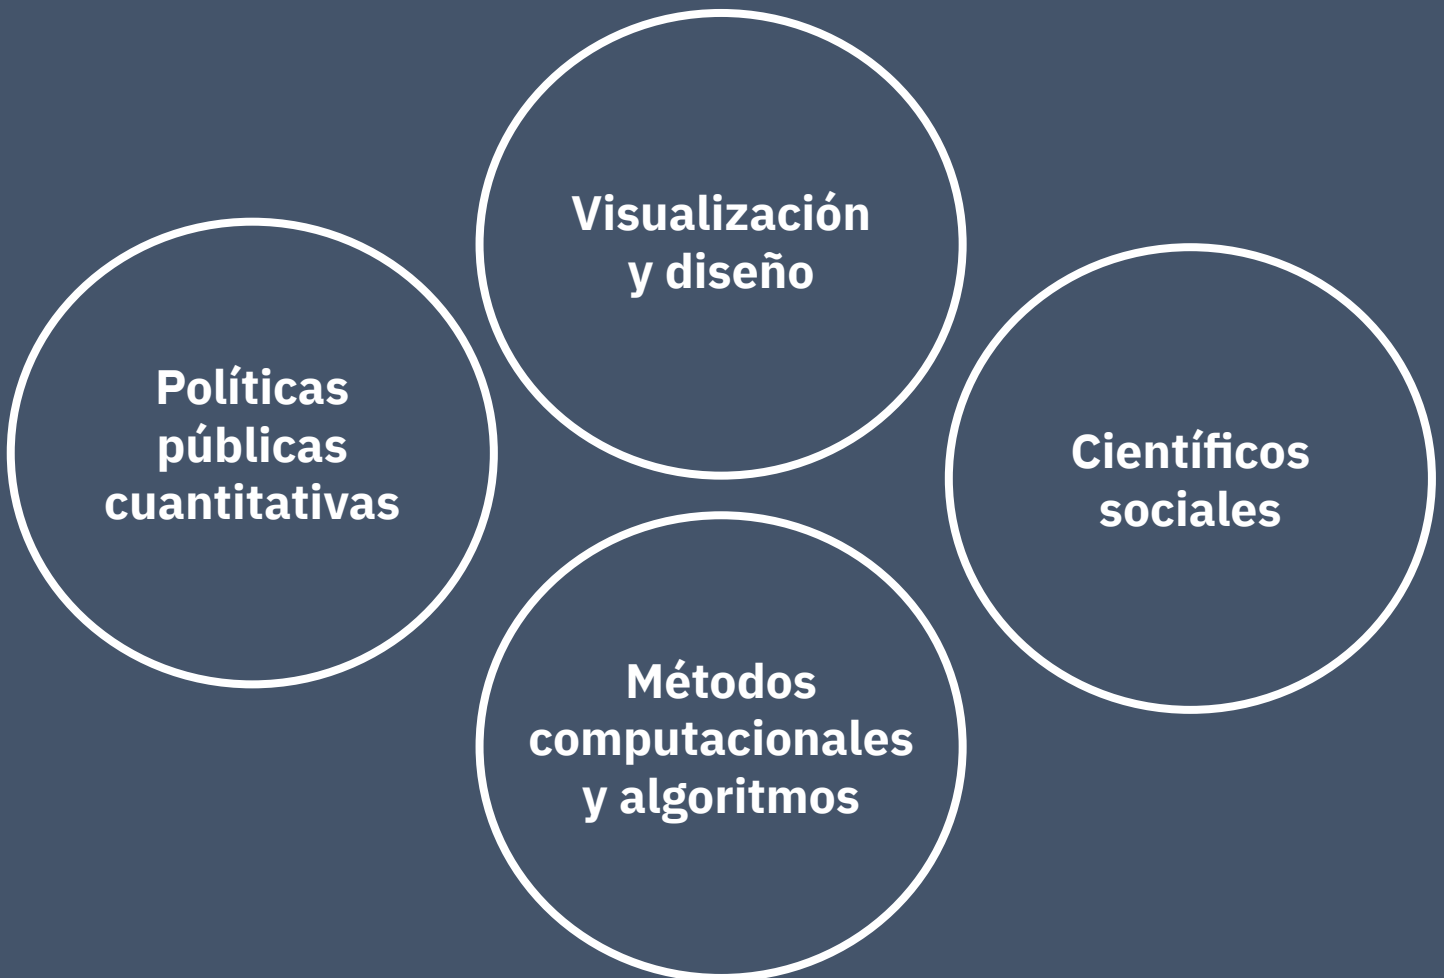 Visualización
y diseño
Políticas
públicas
cuantitativas
Científicos
sociales
Métodos
computacionales
y algoritmos